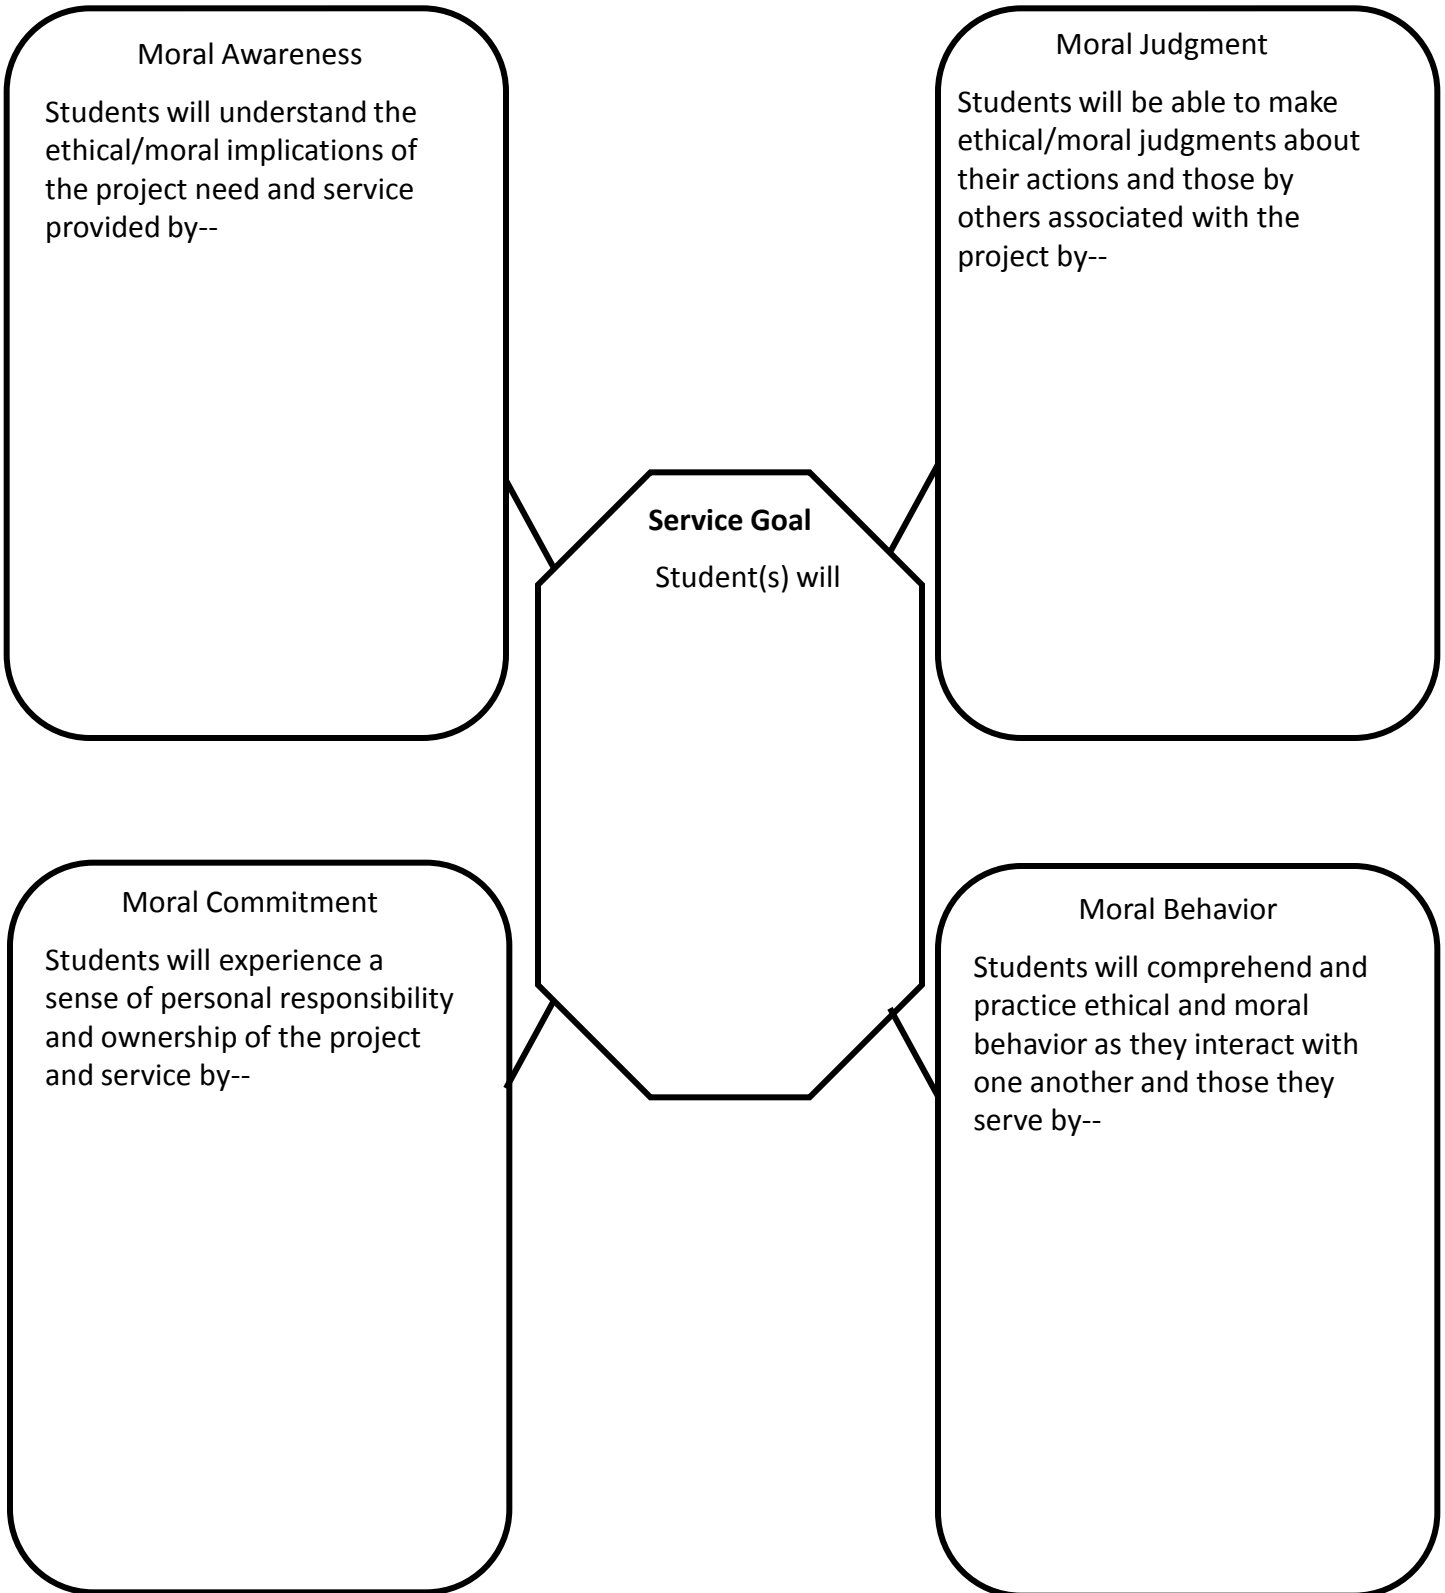 Moral Awareness
Students will understand the
ethical/moral implications of
the project need and service
provided by--
Moral Judgment
Students will be able to make
ethical/moral judgments about
their actions and those by
others associated with the
project by--
Service Goal
Student(s) will
Moral Commitment
Students will experience a
sense of personal responsibility
and ownership of the project
and service by--
Moral Behavior
Students will comprehend and
practice ethical and moral
behavior as they interact with
one another and those they
serve by--